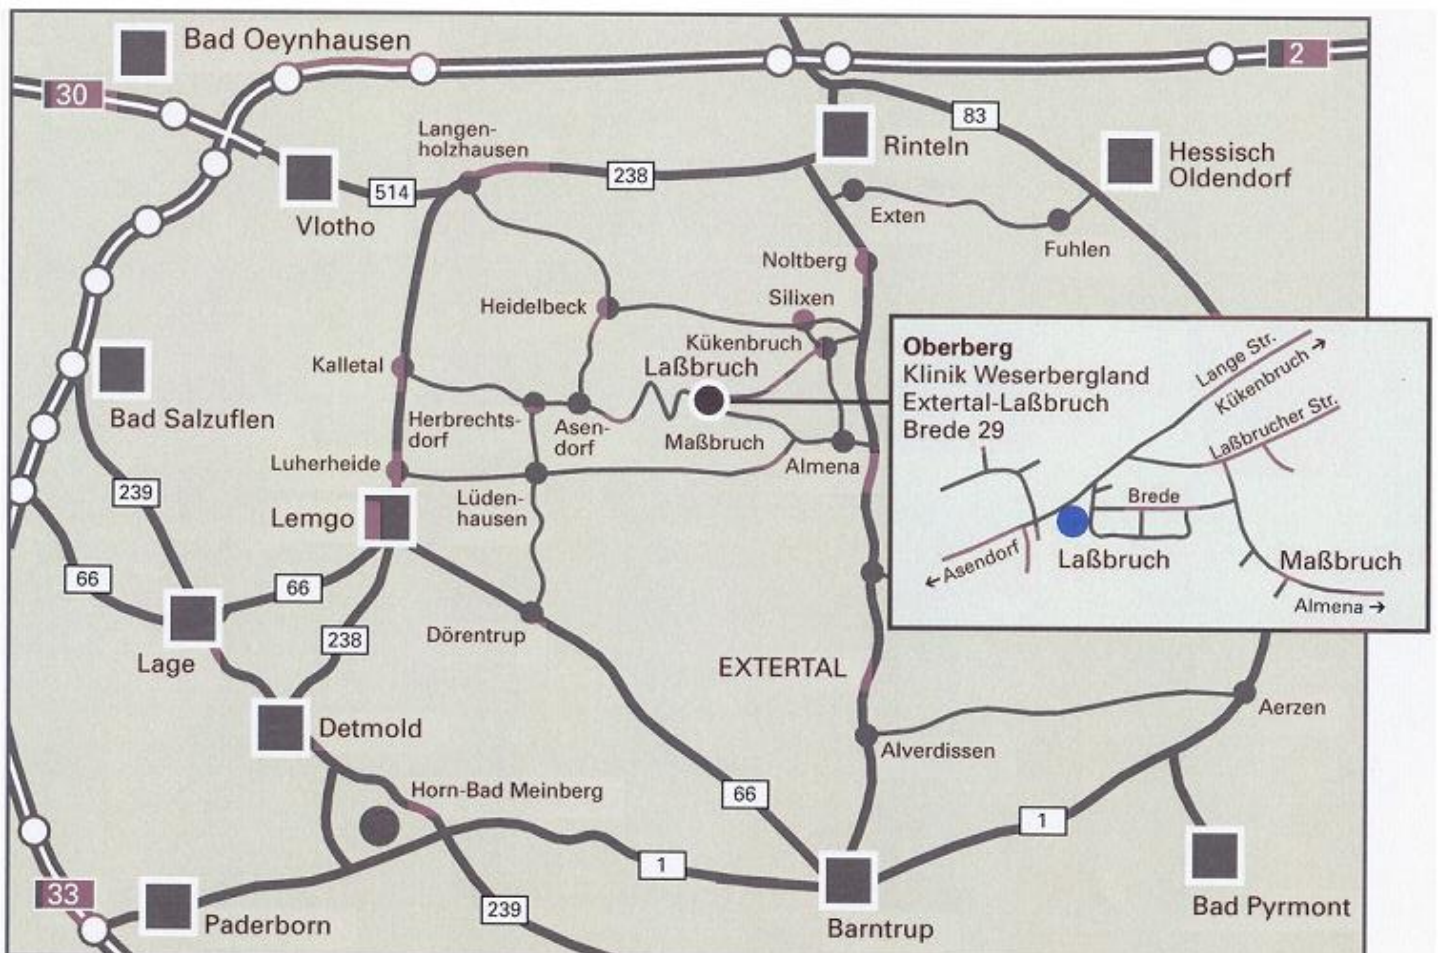 Bad Oeynhausen
2
30
83
Langen-
holzhausen
Rinteln
Hessisch
Oldendorf
238
514
Vlotho
Exten
Fuhlen
Noltberg
Silixen
Heidelbeck
Kükenbruch
Kalletal
Laßbruch
Bad Salzuflen
Herbrechts-
dorf
Asen-
dorf
Maßbruch
Almena
Luherheide
239
Lüden-
hausen
Lemgo
Oberberg
Klinik Weserbergland
Extertal-Laßbruch
Brede 29
Lange Str.
Kükenbruch →
Laßbrucher Str.
Brede
← Asendorf
Laßbruch
Maßbruch
Almena →
66
66
238
Dörentrup
Lage
EXTERTAL
Aerzen
Detmold
Alverdissen
Horn-Bad Meinberg
66
1
1
33
239
Paderborn
Barntrup
Bad Pyrmont